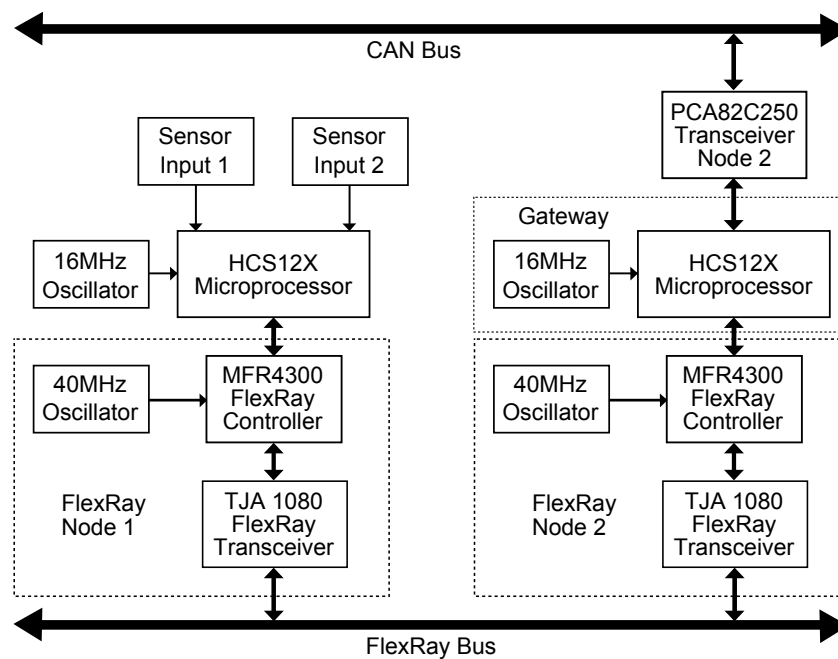 CAN Bus
PCA82C250
Transceiver
Node 2
Sensor
Input 1
Sensor
Input 2
Gateway
16MHz
Oscillator
HCS12X
Microprocessor
16MHz
Oscillator
HCS12X
Microprocessor
40MHz
Oscillator
MFR4300
FlexRay
Controller
40MHz
Oscillator
MFR4300
FlexRay
Controller
FlexRay
Node 1
TJA 1080
FlexRay
Transceiver
FlexRay
Node 2
TJA 1080
FlexRay
Transceiver
FlexRay Bus